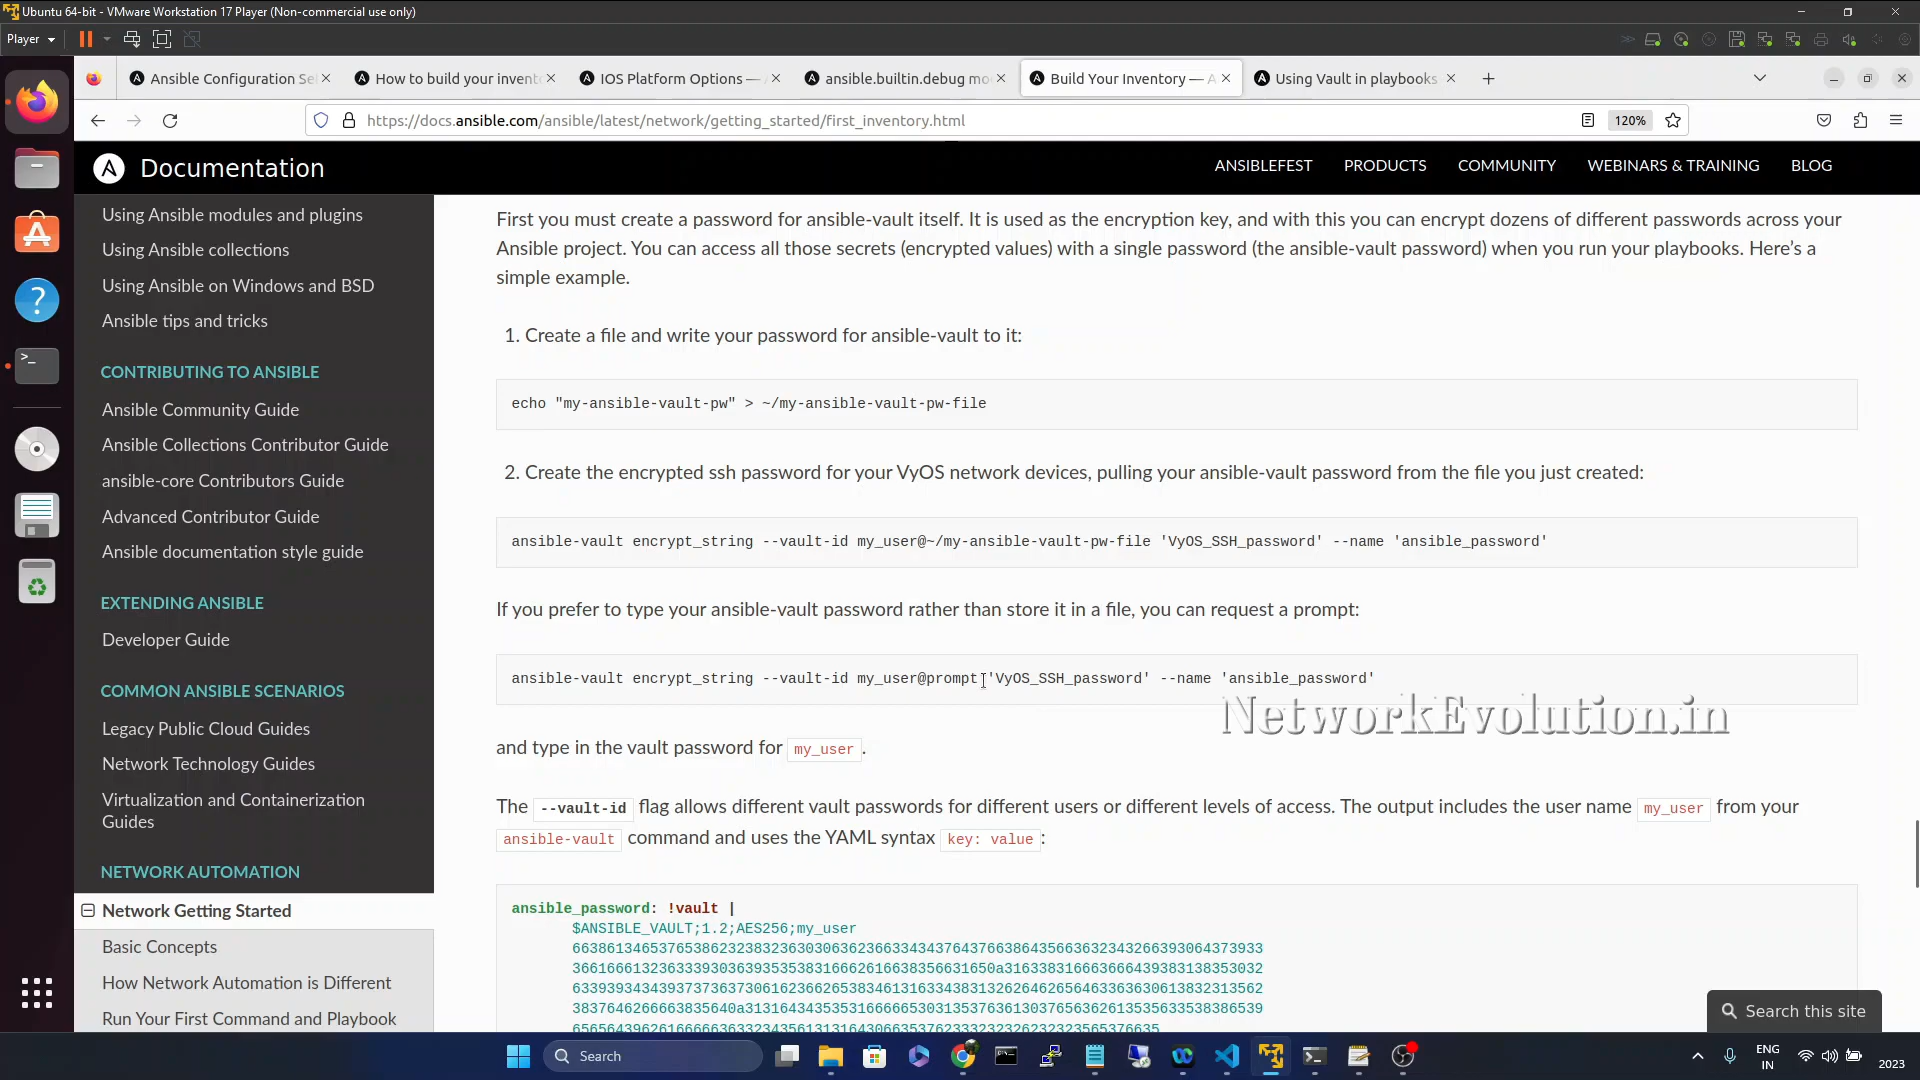 Ubuntu 64-bit - VMware Workstation 17 Player (Non-commercial use only)
Player
Ansible Configuration Se
How to build your invent
IOS Platform Options — A
ansible.builtin.debug mo
Build Your Inventory — A
Using Vault in playbooks
https://docs.ansible.com/ansible/latest/network/getting_started/first_inventory.html
120%
Documentation
ANSIBLEFEST
PRODUCTS
COMMUNITY
WEBINARS & TRAINING
BLOG
Using Ansible modules and plugins
Using Ansible collections
Using Ansible on Windows and BSD
Ansible tips and tricks
CONTRIBUTING TO ANSIBLE
Ansible Community Guide
Ansible Collections Contributor Guide
ansible-core Contributors Guide
Advanced Contributor Guide
Ansible documentation style guide
EXTENDING ANSIBLE
Developer Guide
COMMON ANSIBLE SCENARIOS
Legacy Public Cloud Guides
Network Technology Guides
Virtualization and Containerization
Guides
NETWORK AUTOMATION
Network Getting Started
Basic Concepts
How Network Automation is Different
Run Your First Command and Playbook
First you must create a password for ansible-vault itself. It is used as the encryption key, and with this you can encrypt dozens of different passwords across your
Ansible project. You can access all those secrets (encrypted values) with a single password (the ansible-vault password) when you run your playbooks. Here's a
simple example.
1. Create a file and write your password for ansible-vault to it:
echo "my-ansible-vault-pw" > ~/my-ansible-vault-pw-file
2. Create the encrypted ssh password for your VyOS network devices, pulling your ansible-vault password from the file you just created:
ansible-vault encrypt_string --vault-id my_user@~/my-ansible-vault-pw-file 'VyOS_SSH_password' --name 'ansible_password'
If you prefer to type your ansible-vault password rather than store it in a file, you can request a prompt:
ansible-vault encrypt_string --vault-id my_user@prompt 'VyOS_SSH_password' --name 'ansible_password'
NetworkEvolution.in
and type in the vault password for my_user.
The --vault-id flag allows different vault passwords for different users or different levels of access. The output includes the user name my_user from your
ansible-vault command and uses the YAML syntax key: value:
ansible_password: !vault |
$ANSIBLE_VAULT;1.2;AES256;my_user
Search this site
Search
ENG
IN
2023